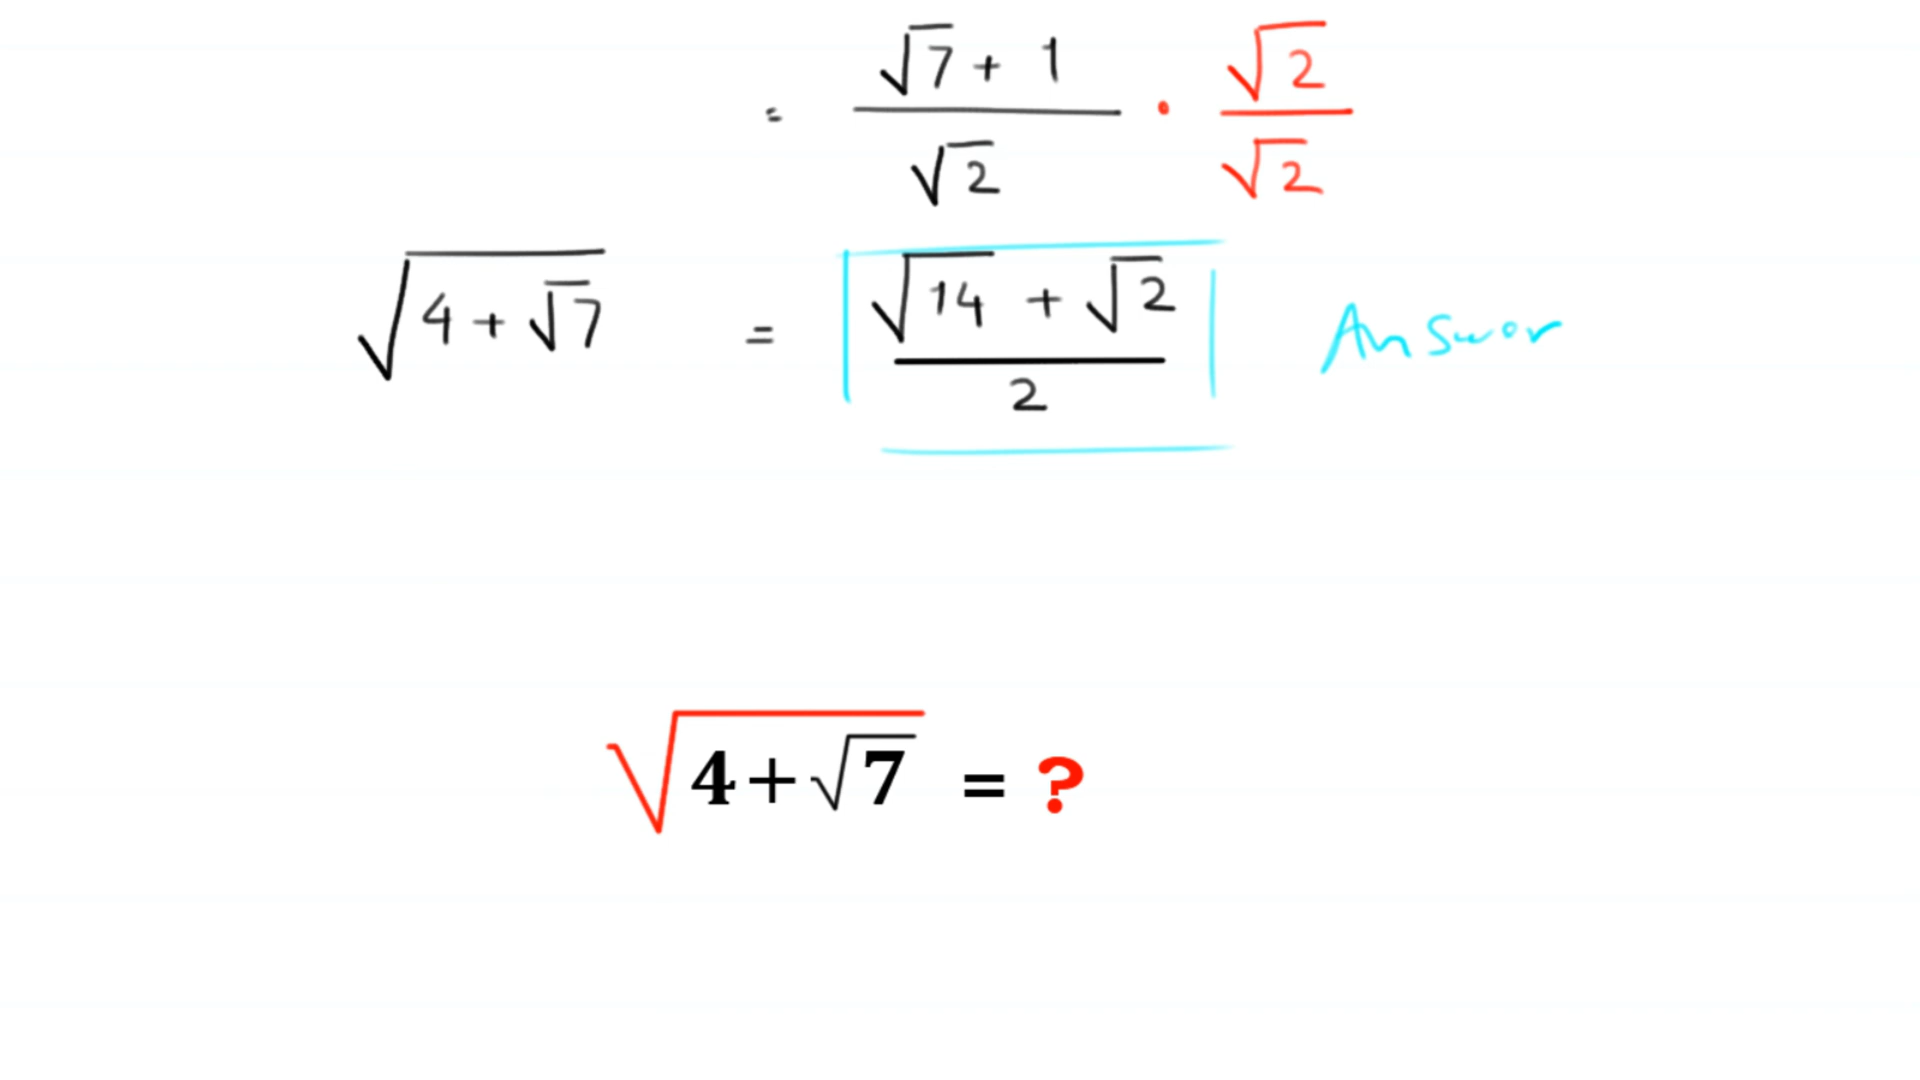 = (√7 + 1)/√2 · √2/√2
√(4 + √7) = (√14 + √2)/2 Answer
√(4+√7) = ?